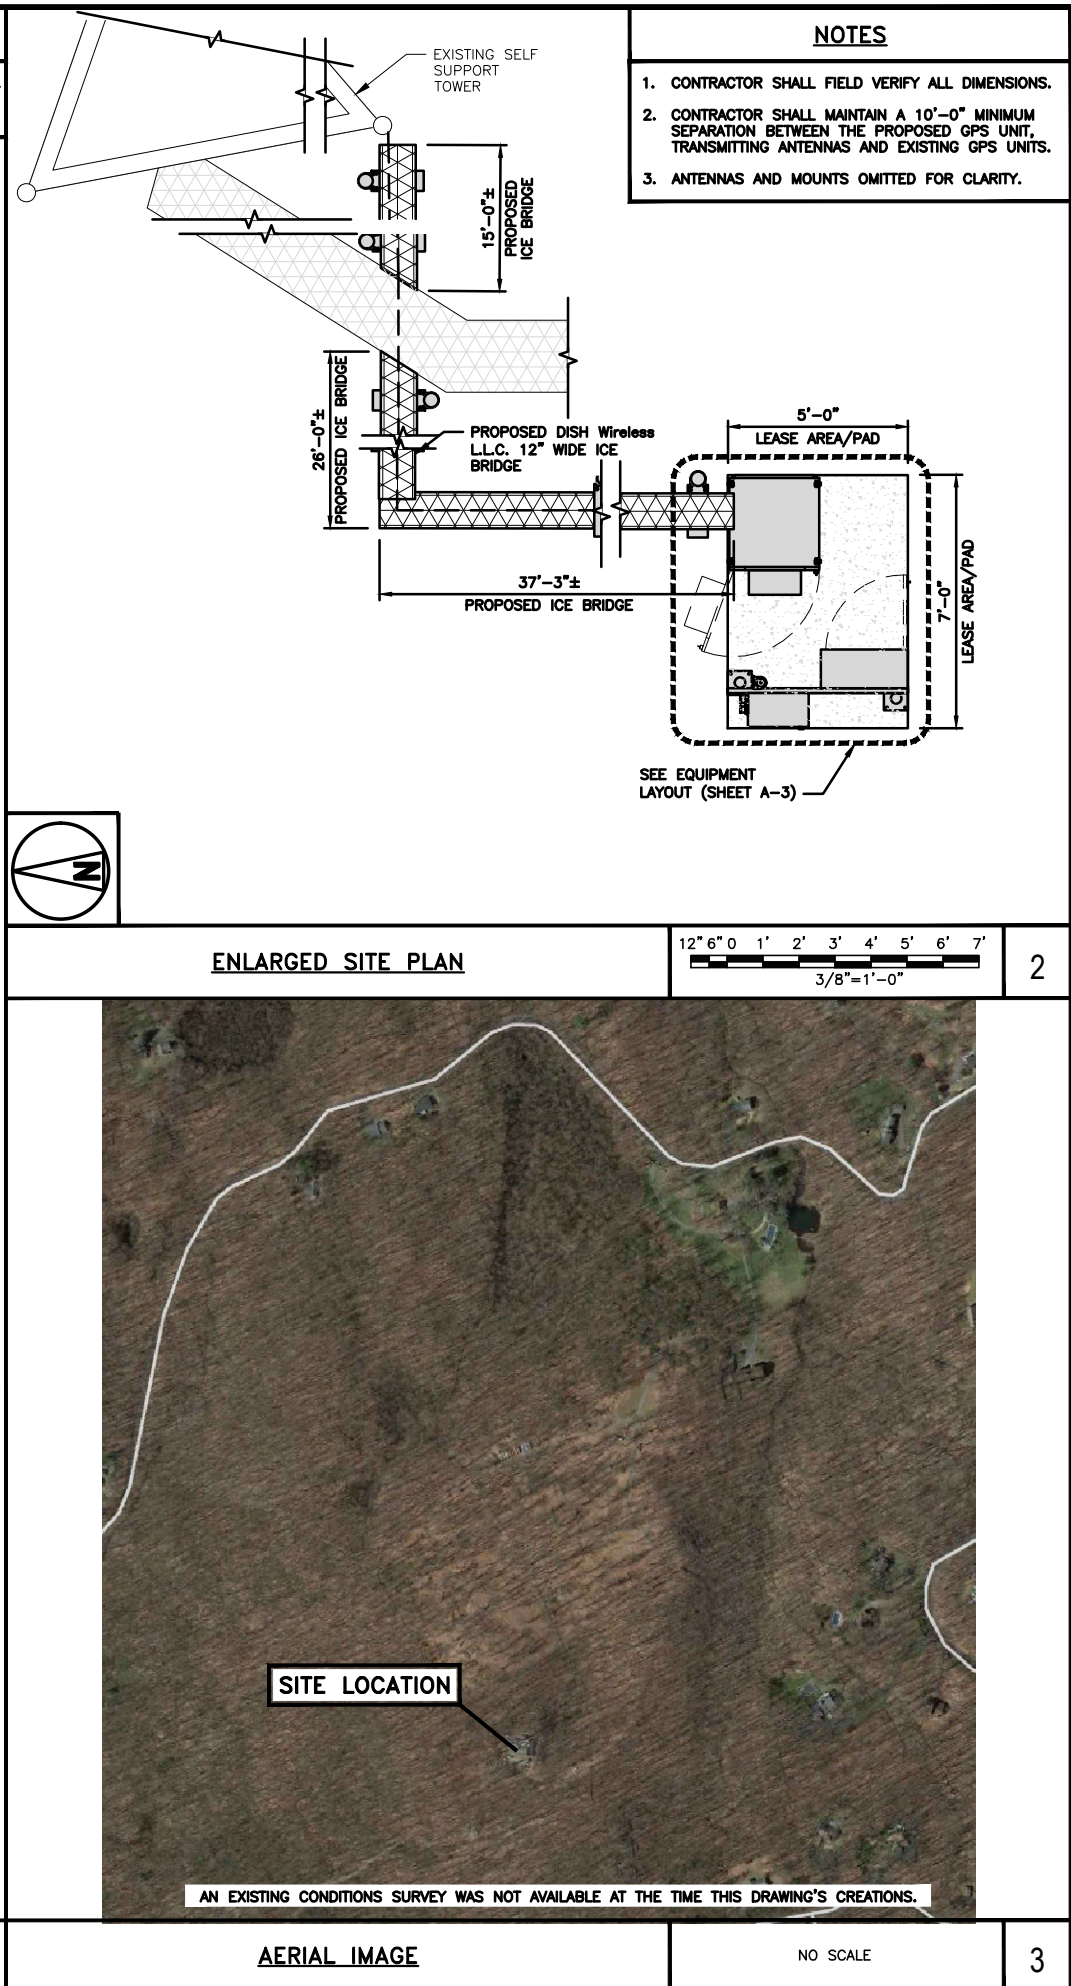 NOTES
1. CONTRACTOR SHALL FIELD VERIFY ALL DIMENSIONS.
2. CONTRACTOR SHALL MAINTAIN A 10'-0" MINIMUM
SEPARATION BETWEEN THE PROPOSED GPS UNIT,
TRANSMITTING ANTENNAS AND EXISTING GPS UNITS.
3. ANTENNAS AND MOUNTS OMITTED FOR CLARITY.
EXISTING SELF
SUPPORT
TOWER
15'-0"±
PROPOSED
ICE BRIDGE
26'-0"±
PROPOSED ICE BRIDGE
PROPOSED DISH Wireless
L.L.C. 12" WIDE ICE
BRIDGE
5'-0"
LEASE AREA/PAD
37'-3"±
PROPOSED ICE BRIDGE
7'-0"
LEASE AREA/PAD
SEE EQUIPMENT
LAYOUT (SHEET A-3)
N
ENLARGED SITE PLAN
12" 6" 0 1' 2' 3' 4' 5' 6' 7'
3/8"=1'-0"
2
SITE LOCATION
AN EXISTING CONDITIONS SURVEY WAS NOT AVAILABLE AT THE TIME THIS DRAWING'S CREATIONS.
AERIAL IMAGE
NO SCALE
3